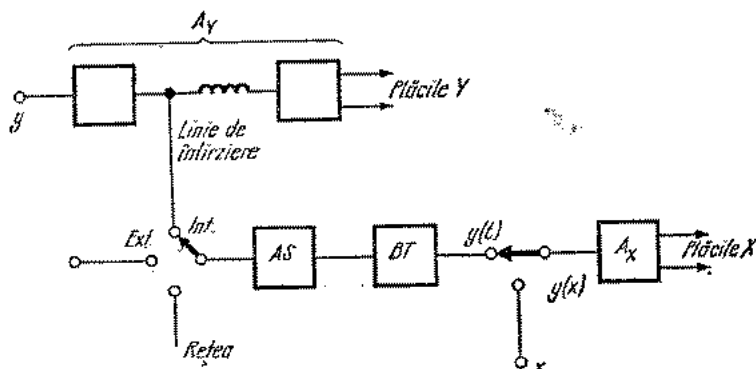 A_Y
y
Plăcile Y
Linie de
întîrziere
Int.
Ext.
AS
BT
y(t)
A_x
Plăcile X
y(x)
Rețea
x